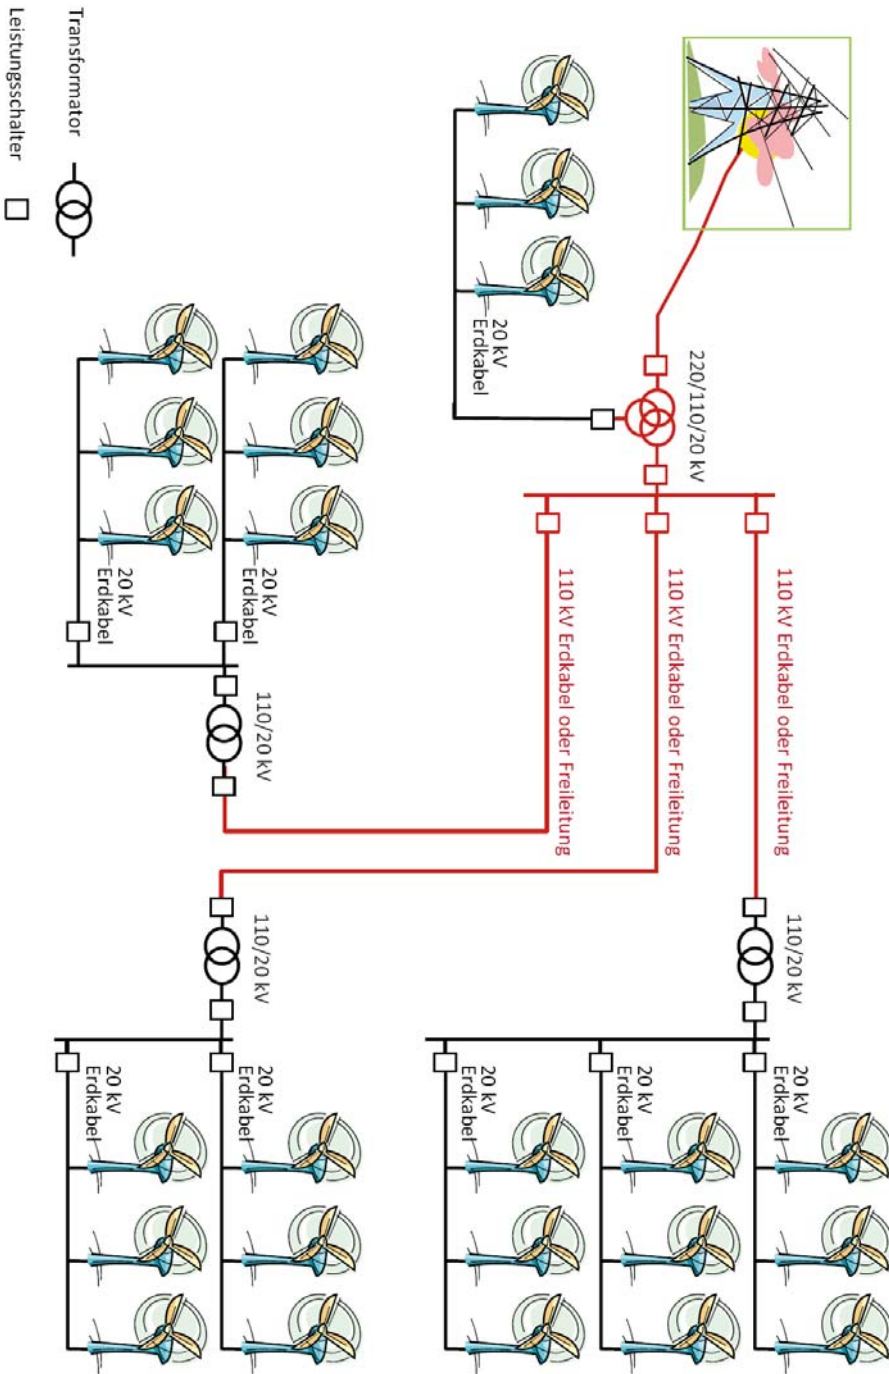 220/110/20 kV
20 kV
Erdkabel
110 kV Erdkabel oder Freileitung
110 kV Erdkabel oder Freileitung
110 kV Erdkabel oder Freileitung
110/20 kV
20 kV
Erdkabel
20 kV
Erdkabel
20 kV
Erdkabel
110/20 kV
20 kV
Erdkabel
20 kV
Erdkabel
110/20 kV
20 kV
Erdkabel
20 kV
Erdkabel
Transformator
Leistungsschalter